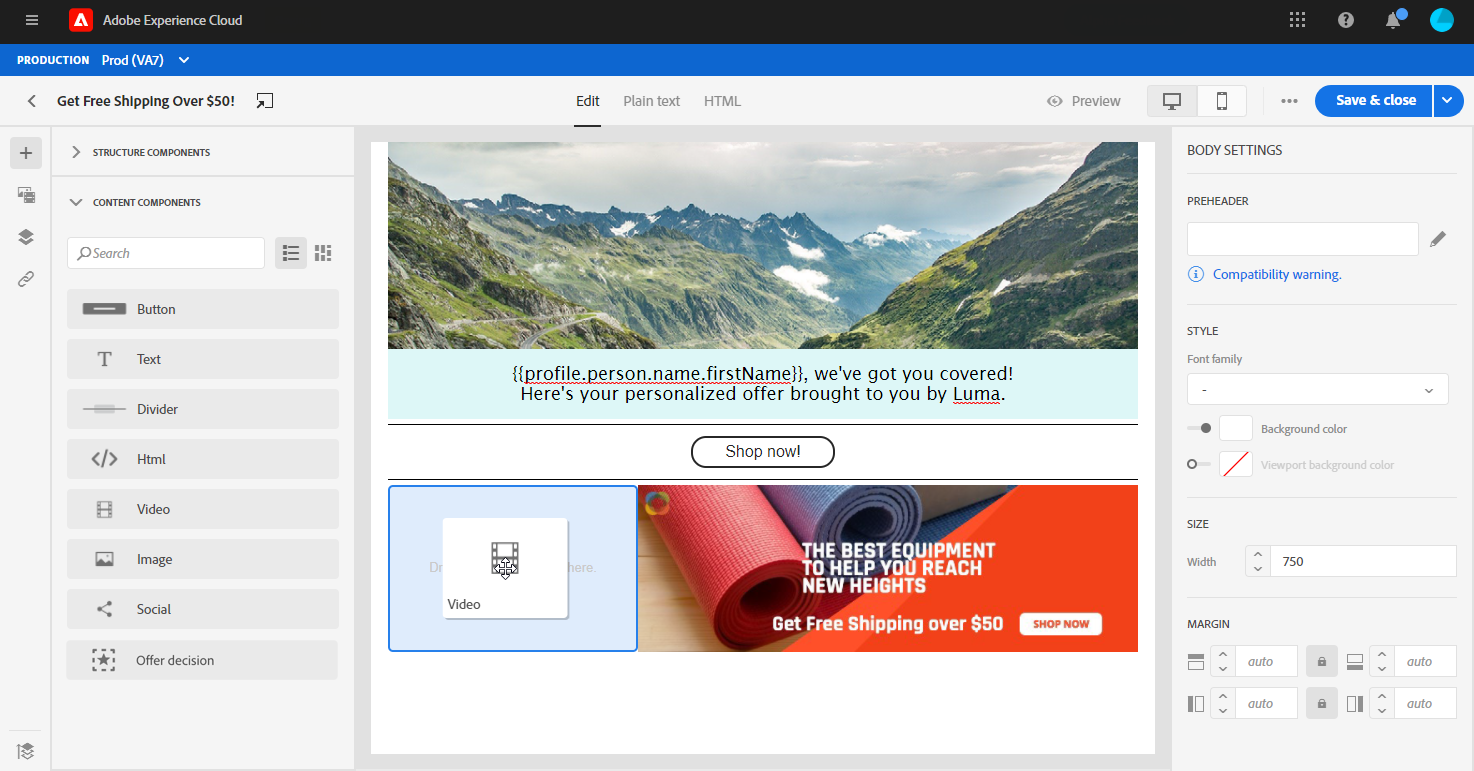 Adobe Experience Cloud
PRODUCTION Prod (VA7)
Get Free Shipping Over $50!
Edit Plain text HTML
Preview
Save & close
STRUCTURE COMPONENTS
CONTENT COMPONENTS
Search
Button
Text
Divider
Html
Video
Image
Social
Offer decision
{{profile.person.name.firstName}}, we've got you covered!
Here's your personalized offer brought to you by Luma.
Shop now!
here.
Video
THE BEST EQUIPMENT
TO HELP YOU REACH
NEW HEIGHTS
Get Free Shipping over $50 SHOP NOW
BODY SETTINGS
PREHEADER
Compatibility warning.
STYLE
Font family
-
Background color
Viewport background color
SIZE
Width 750
MARGIN
auto auto
auto auto